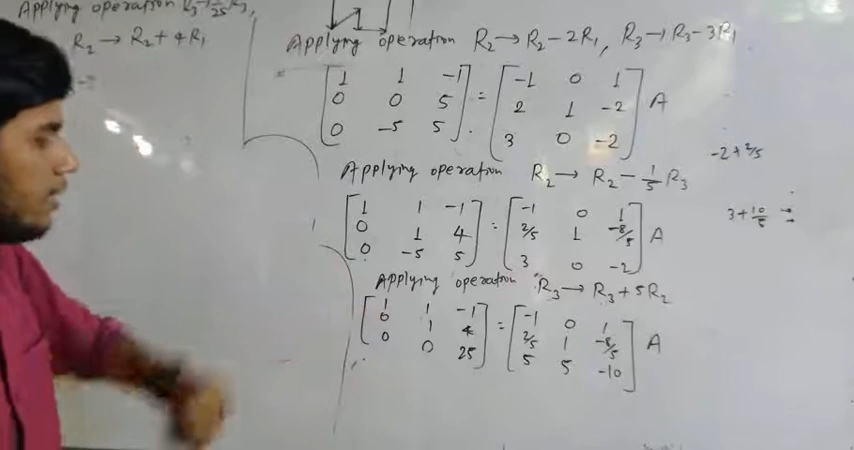 Applying operation R₃→1/25 R₃,
R₂ → R₂ + 4R₁
Applying operation R₂ → R₂ - 2R₁, R₃ → R₃ - 3R₁
1 1 -1 -1 0 1
0 0 5 = 2 1 -2 A
0 -5 5 3 0 -2
-2 + 2/5
Applying operation R₂ → R₂ - 1/5 R₃
1 1 -1 -1 0 1
0 1 4 = 2/5 1 -8/5 A
0 -5 5 3 0 -2
3 + 10/5
Applying operation R₃ → R₃ + 5R₂
1 1 -1 -1 0 1
0 1 4 = 2/5 1 -8/5 A
0 0 25 5 5 -10